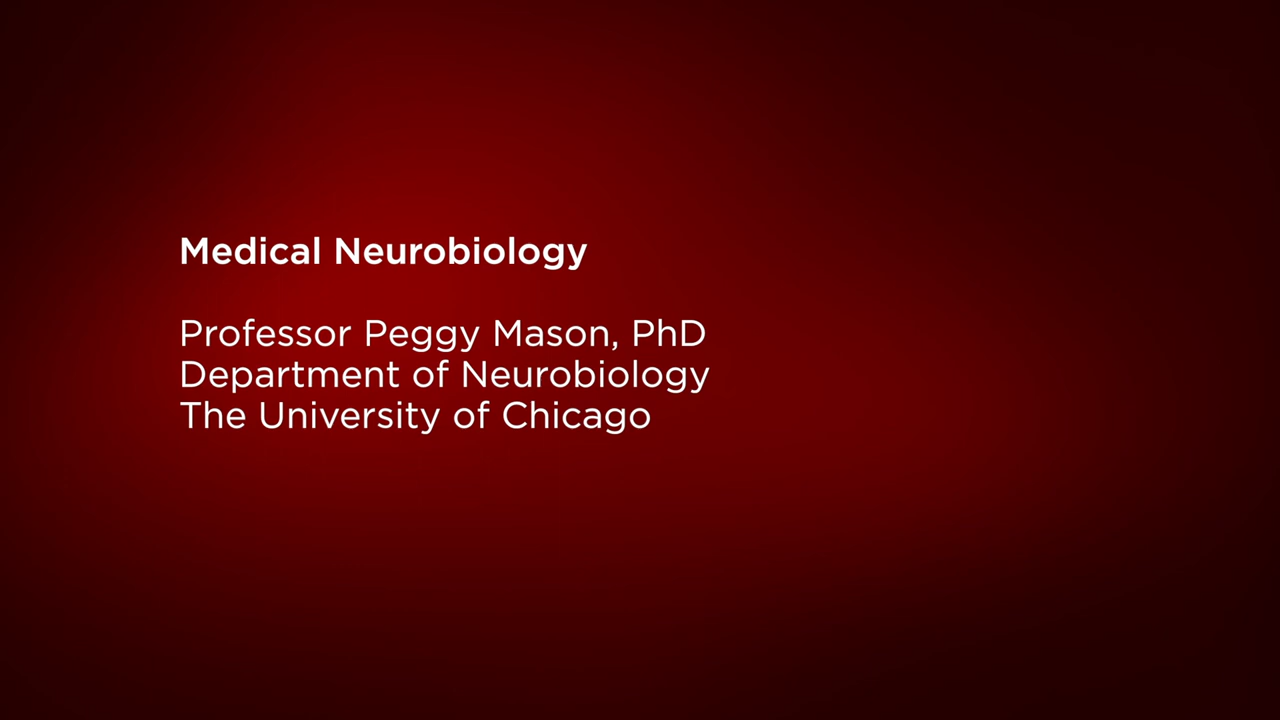 Medical Neurobiology
Professor Peggy Mason, PhD
Department of Neurobiology
The University of Chicago